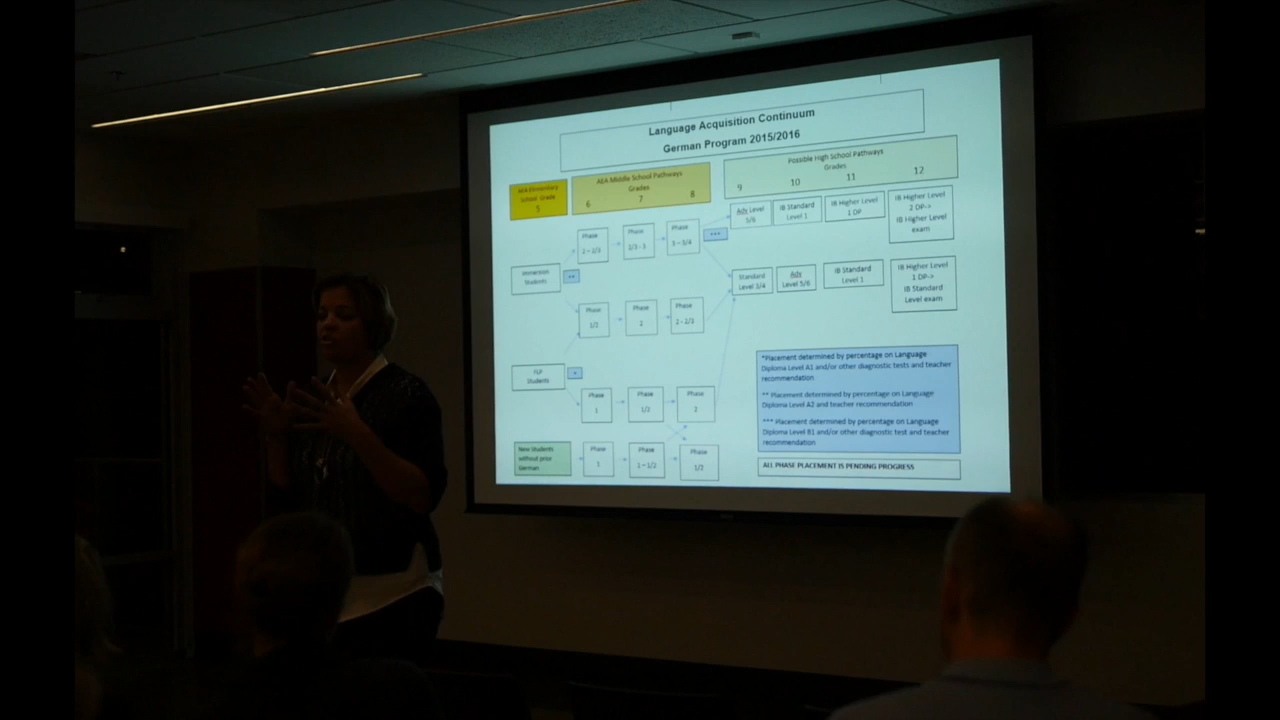 Language Acquisition Continuum
German Program 2015/2016
AEA Elementary
School Grade
5
AEA Middle School Pathways
Grades
6 7 8
Possible High School Pathways
Grades
9 10 11 12
Phase
2 – 2/3
Phase
2/3 - 3
Phase
3 – 3/4
***
Adv Level
5/6
IB Standard
Level 1
IB Higher Level
1 DP
IB Higher Level
2 DP->
IB Higher Level
exam
Immersion
Students
**
Standard
Level 3/4
Adv
Level 5/6
IB Standard
Level 1
IB Higher Level
1 DP->
IB Standard
Level exam
Phase
1/2
Phase
2
Phase
2 - 2/3
FLP
Students
*
Phase
1
Phase
1/2
Phase
2
New Students
without prior
German
Phase
1
Phase
1 – 1/2
Phase
1/2
*Placement determined by percentage on Language
Diploma Level A1 and/or other diagnostic tests and teacher
recommendation
** Placement determined by percentage on Language
Diploma Level A2 and teacher recommendation
*** Placement determined by percentage on Language
Diploma Level B1 and/or other diagnostic test and teacher
recommendation
ALL PHASE PLACEMENT IS PENDING PROGRESS